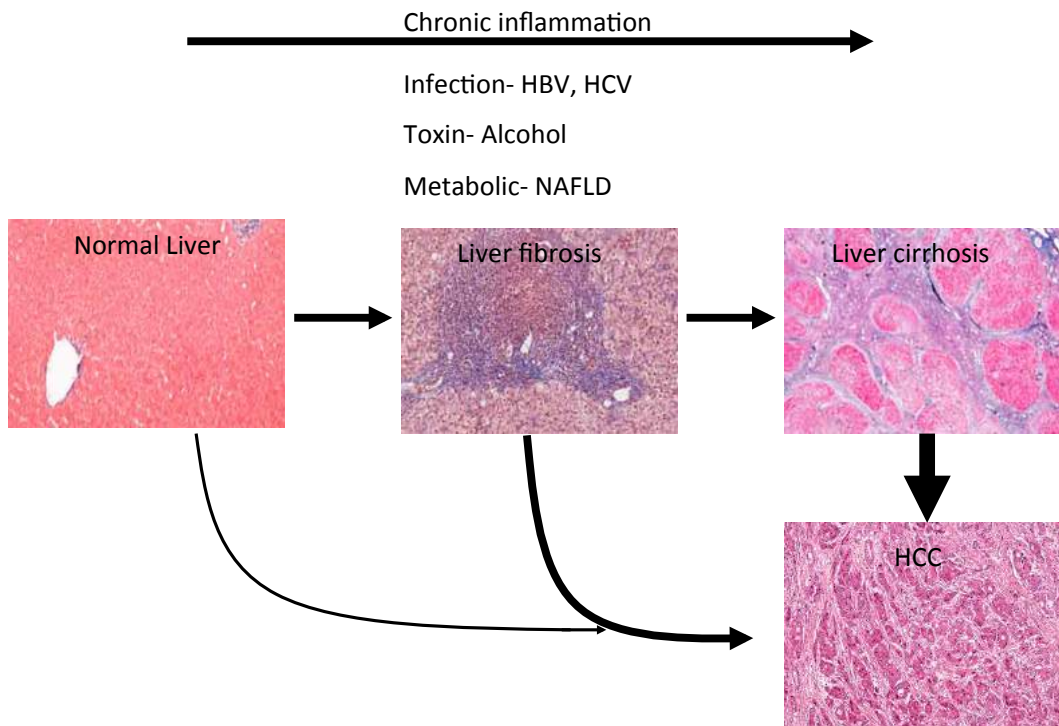 Chronic inflammation
Infection- HBV, HCV
Toxin- Alcohol
Metabolic- NAFLD
Normal Liver
Liver fibrosis
Liver cirrhosis
HCC